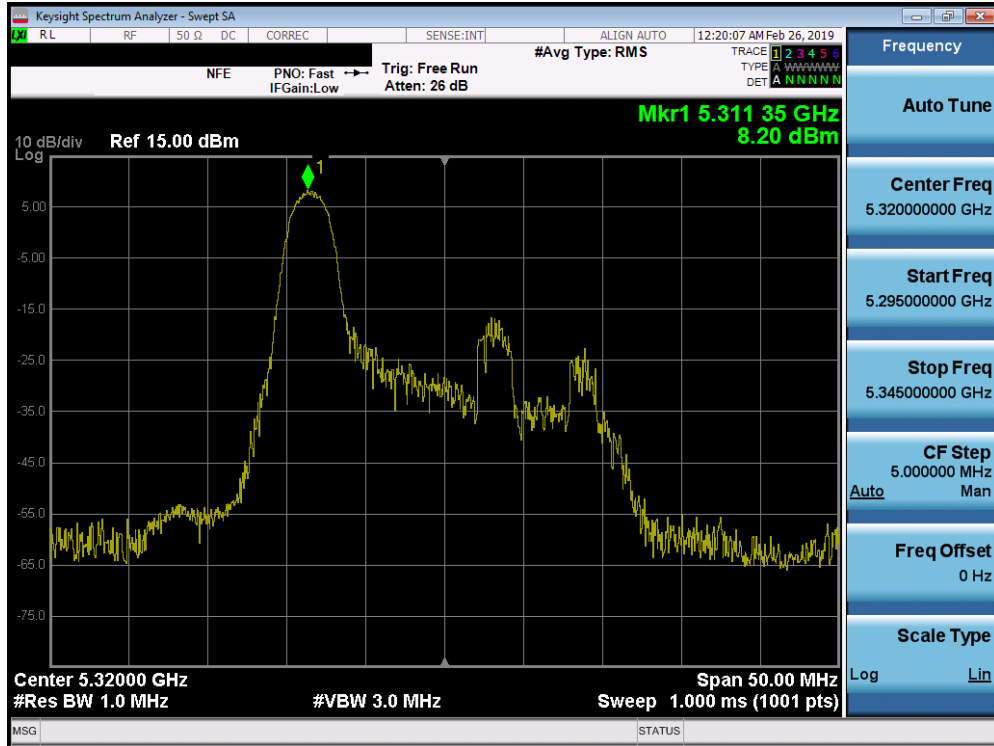 Keysight Spectrum Analyzer - Swept SA
LXI RL RF 50 Ω DC CORREC SENSE:INT ALIGN AUTO 12:20:07 AM Feb 26, 2019
NFE PNO: Fast Trig: Free Run #Avg Type: RMS TRACE 1 2 3 4 5 6
IFGain:Low Atten: 26 dB TYPE A WWWWW
DET A N N N N N
Mkr1 5.311 35 GHz
8.20 dBm
10 dB/div Ref 15.00 dBm
Log
1
5.00
-5.00
-15.0
-25.0
-35.0
-45.0
-55.0
-65.0
-75.0
Center 5.32000 GHz Span 50.00 MHz
#Res BW 1.0 MHz #VBW 3.0 MHz Sweep 1.000 ms (1001 pts)
MSG STATUS
Frequency
Auto Tune
Center Freq
5.320000000 GHz
Start Freq
5.295000000 GHz
Stop Freq
5.345000000 GHz
CF Step
5.000000 MHz
Auto Man
Freq Offset
0 Hz
Scale Type
Log Lin